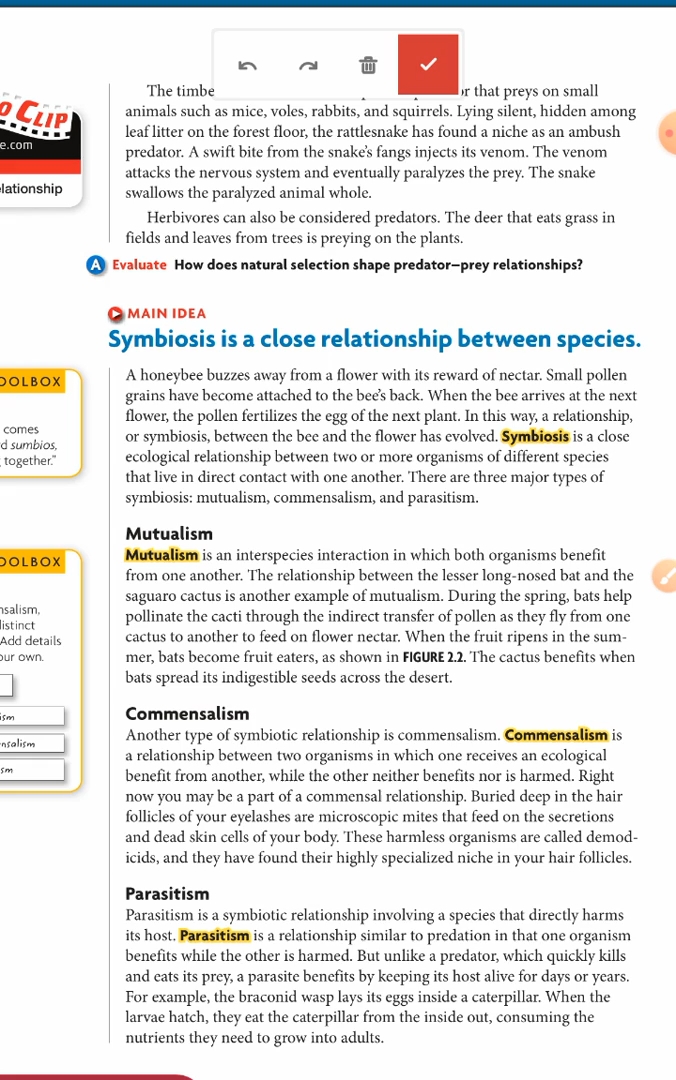 The timbe
or that preys on small
animals such as mice, voles, rabbits, and squirrels. Lying silent, hidden among
leaf litter on the forest floor, the rattlesnake has found a niche as an ambush
predator. A swift bite from the snake's fangs injects its venom. The venom
attacks the nervous system and eventually paralyzes the prey. The snake
swallows the paralyzed animal whole.
Herbivores can also be considered predators. The deer that eats grass in
fields and leaves from trees is preying on the plants.
A Evaluate How does natural selection shape predator–prey relationships?
O CLIP
e.com
elationship
MAIN IDEA
Symbiosis is a close relationship between species.
A honeybee buzzes away from a flower with its reward of nectar. Small pollen
grains have become attached to the bee's back. When the bee arrives at the next
flower, the pollen fertilizes the egg of the next plant. In this way, a relationship,
or symbiosis, between the bee and the flower has evolved. Symbiosis is a close
ecological relationship between two or more organisms of different species
that live in direct contact with one another. There are three major types of
symbiosis: mutualism, commensalism, and parasitism.
OOLBOX
comes
d sumbios,
together."
Mutualism
Mutualism is an interspecies interaction in which both organisms benefit
from one another. The relationship between the lesser long-nosed bat and the
saguaro cactus is another example of mutualism. During the spring, bats help
pollinate the cacti through the indirect transfer of pollen as they fly from one
cactus to another to feed on flower nectar. When the fruit ripens in the sum-
mer, bats become fruit eaters, as shown in FIGURE 2.2. The cactus benefits when
bats spread its indigestible seeds across the desert.
OOLBOX
nsalism,
distinct
Add details
our own.
ism
nsalism
sm
Commensalism
Another type of symbiotic relationship is commensalism. Commensalism is
a relationship between two organisms in which one receives an ecological
benefit from another, while the other neither benefits nor is harmed. Right
now you may be a part of a commensal relationship. Buried deep in the hair
follicles of your eyelashes are microscopic mites that feed on the secretions
and dead skin cells of your body. These harmless organisms are called demod-
icids, and they have found their highly specialized niche in your hair follicles.
Parasitism
Parasitism is a symbiotic relationship involving a species that directly harms
its host. Parasitism is a relationship similar to predation in that one organism
benefits while the other is harmed. But unlike a predator, which quickly kills
and eats its prey, a parasite benefits by keeping its host alive for days or years.
For example, the braconid wasp lays its eggs inside a caterpillar. When the
larvae hatch, they eat the caterpillar from the inside out, consuming the
nutrients they need to grow into adults.